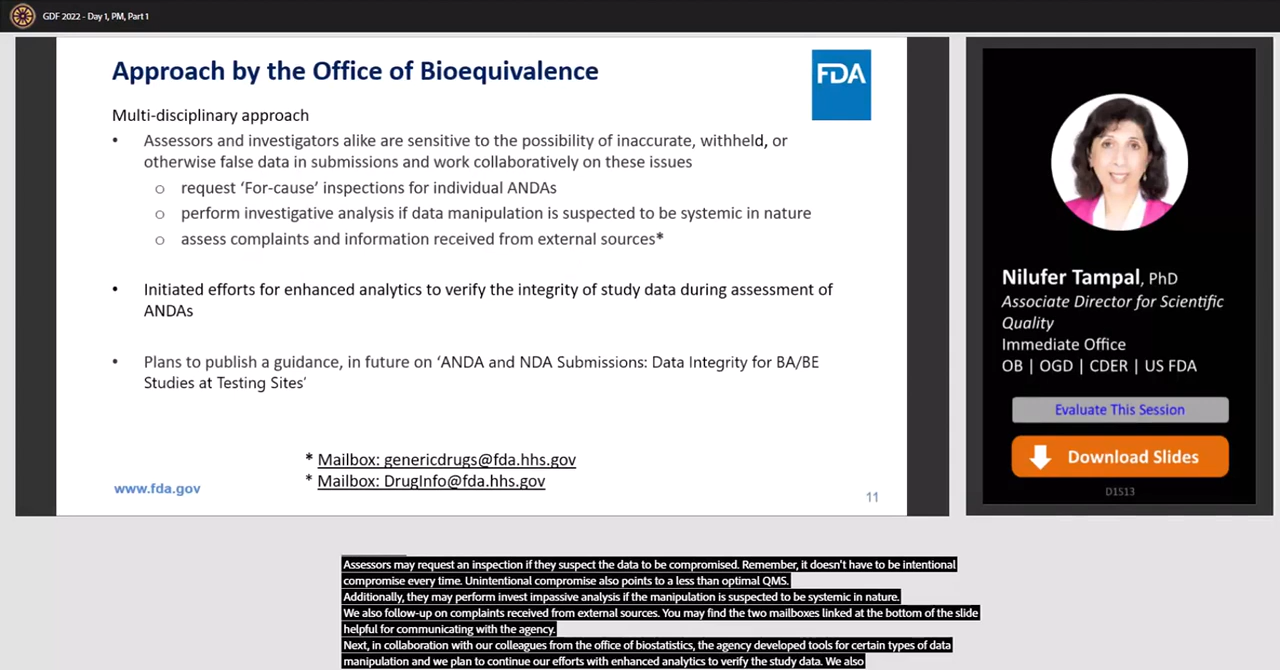 GDF 2022 - Day 1, PM, Part 1
Approach by the Office of Bioequivalence
FDA
Multi-disciplinary approach
• Assessors and investigators alike are sensitive to the possibility of inaccurate, withheld, or
otherwise false data in submissions and work collaboratively on these issues
o request ‘For-cause’ inspections for individual ANDAs
o perform investigative analysis if data manipulation is suspected to be systemic in nature
o assess complaints and information received from external sources*
• Initiated efforts for enhanced analytics to verify the integrity of study data during assessment of
ANDAs
• Plans to publish a guidance, in future on ‘ANDA and NDA Submissions: Data Integrity for BA/BE
Studies at Testing Sites’
* Mailbox: genericdrugs@fda.hhs.gov
* Mailbox: DrugInfo@fda.hhs.gov
www.fda.gov
11
Nilufer Tampal, PhD
Associate Director for Scientific
Quality
Immediate Office
OB | OGD | CDER | US FDA
Evaluate This Session
Download Slides
D1S13
Assessors may request an inspection if they suspect the data to be compromised. Remember, it doesn't have to be intentional
compromise every time. Unintentional compromise also points to a less than optimal QMS.
Additionally, they may perform invest impassive analysis if the manipulation is suspected to be systemic in nature.
We also follow-up on complaints received from external sources. You may find the two mailboxes linked at the bottom of the slide
helpful for communicating with the agency.
Next, in collaboration with our colleagues from the office of biostatistics, the agency developed tools for certain types of data
manipulation and we plan to continue our efforts with enhanced analytics to verify the study data. We also